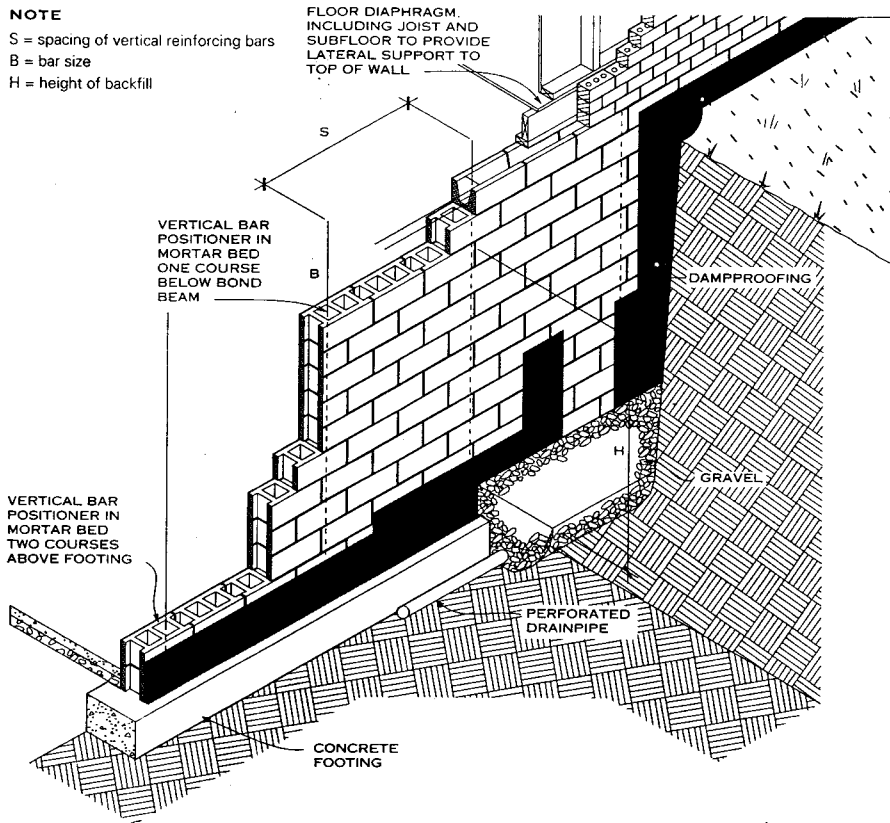 NOTE
S = spacing of vertical reinforcing bars
B = bar size
H = height of backfill
FLOOR DIAPHRAGM,
INCLUDING JOIST AND
SUBFLOOR TO PROVIDE
LATERAL SUPPORT TO
TOP OF WALL
S
VERTICAL BAR
POSITIONER IN
MORTAR BED
ONE COURSE
BELOW BOND
BEAM
B
DAMPPROOFING
H
GRAVEL
VERTICAL BAR
POSITIONER IN
MORTAR BED
TWO COURSES
ABOVE FOOTING
PERFORATED
DRAINPIPE
CONCRETE
FOOTING